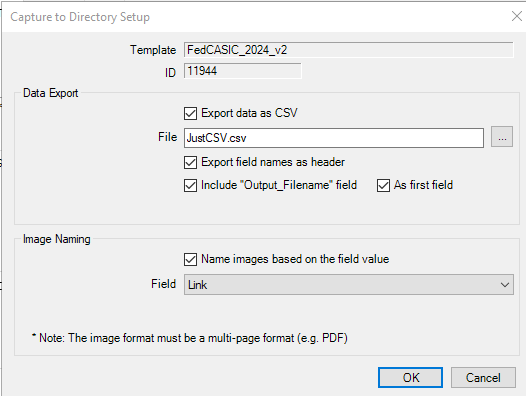 Capture to Directory Setup
Template FedCASIC_2024_v2
ID 11944
Data Export
Export data as CSV
File JustCSV.csv ...
Export field names as header
Include "Output_Filename" field As first field
Image Naming
Name images based on the field value
Field Link
* Note: The image format must be a multi-page format (e.g. PDF)
OK Cancel